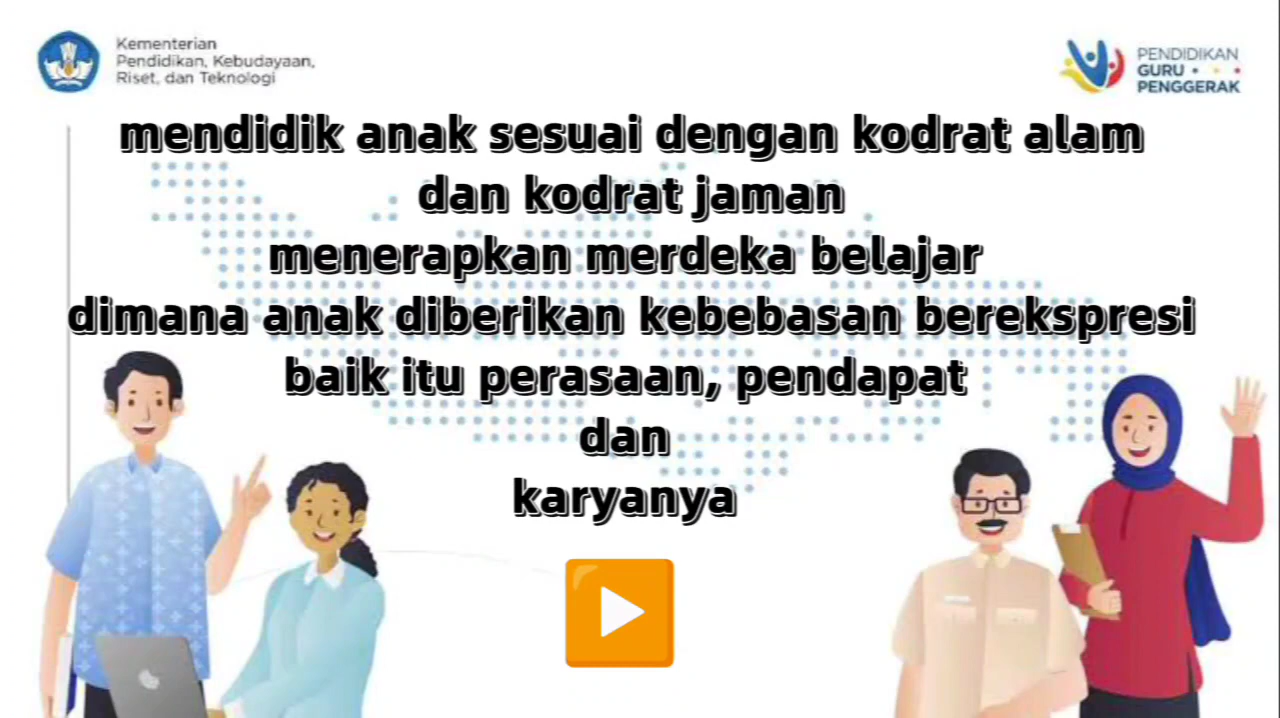 Kementerian
Pendidikan, Kebudayaan,
Riset, dan Teknologi
PENDIDIKAN
GURU
PENGGERAK
mendidik anak sesuai dengan kodrat alam
dan kodrat jaman
menerapkan merdeka belajar
dimana anak diberikan kebebasan berekspresi
baik itu perasaan, pendapat
dan
karyanya